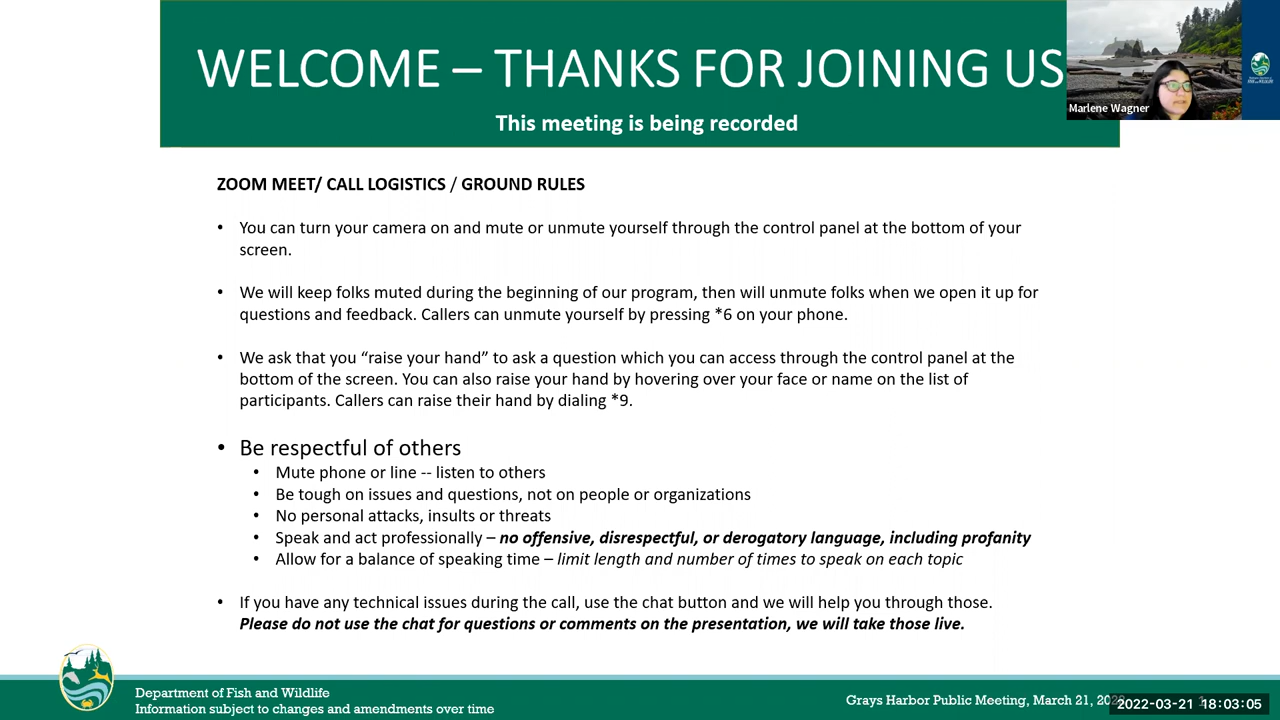 WELCOME – THANKS FOR JOINING US
This meeting is being recorded
Marlene Wagner
ZOOM MEET/ CALL LOGISTICS / GROUND RULES
• You can turn your camera on and mute or unmute yourself through the control panel at the bottom of your
screen.
• We will keep folks muted during the beginning of our program, then will unmute folks when we open it up for
questions and feedback. Callers can unmute yourself by pressing *6 on your phone.
• We ask that you “raise your hand” to ask a question which you can access through the control panel at the
bottom of the screen. You can also raise your hand by hovering over your face or name on the list of
participants. Callers can raise their hand by dialing *9.
• Be respectful of others
• Mute phone or line -- listen to others
• Be tough on issues and questions, not on people or organizations
• No personal attacks, insults or threats
• Speak and act professionally – no offensive, disrespectful, or derogatory language, including profanity
• Allow for a balance of speaking time – limit length and number of times to speak on each topic
• If you have any technical issues during the call, use the chat button and we will help you through those.
Please do not use the chat for questions or comments on the presentation, we will take those live.
Department of Fish and Wildlife
Information subject to changes and amendments over time
Grays Harbor Public Meeting, March 21,
2022-03-21 18:03:05